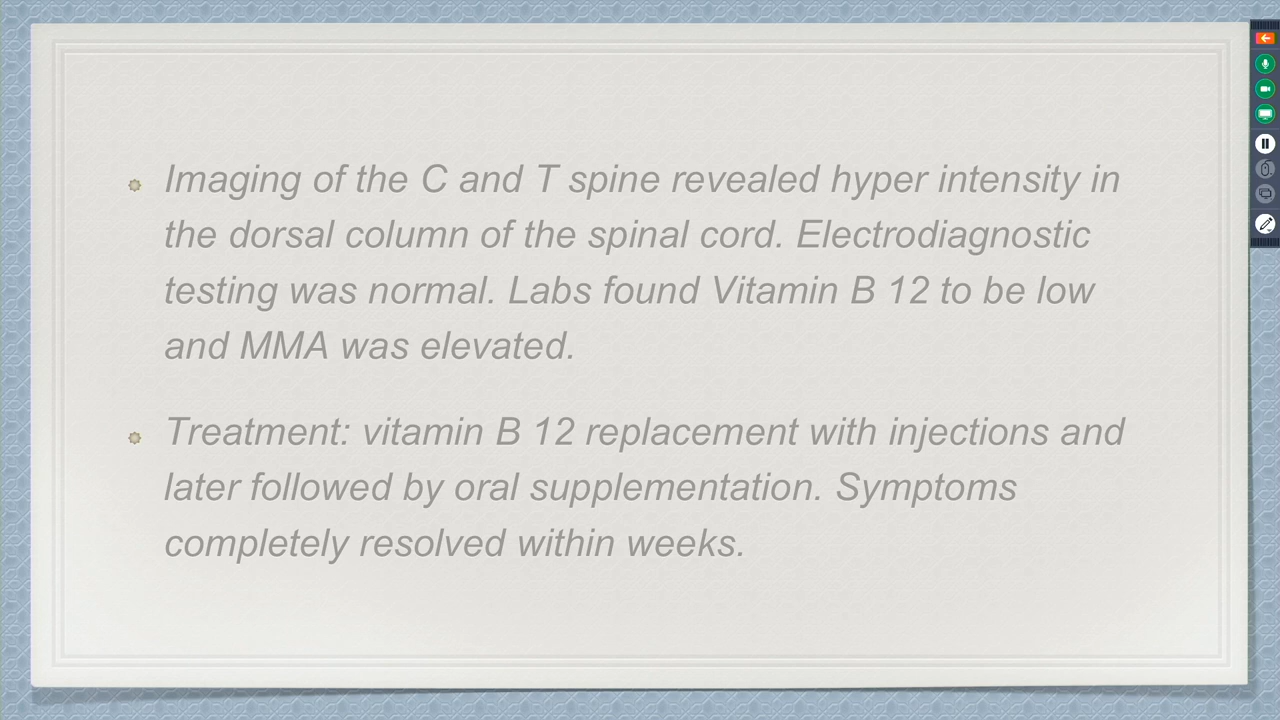 Imaging of the C and T spine revealed hyper intensity in
the dorsal column of the spinal cord. Electrodiagnostic
testing was normal. Labs found Vitamin B 12 to be low
and MMA was elevated.
Treatment: vitamin B 12 replacement with injections and
later followed by oral supplementation. Symptoms
completely resolved within weeks.